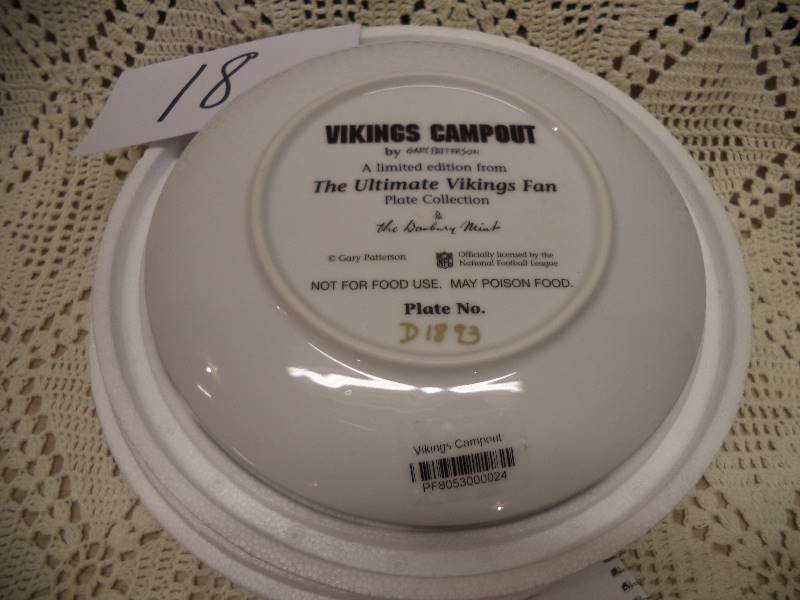 18
VIKINGS CAMPOUT
by GARY PATTERSON
A limited edition from
The Ultimate Vikings Fan
Plate Collection
&
the Danbury Mint
© Gary Patterson
NFL
Officially licensed by the
National Football League
NOT FOR FOOD USE. MAY POISON FOOD.
Plate No.
D1893
Vikings Campout
PF8053000024